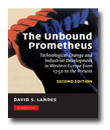 The Unbound
Prometheus
Technological Change and
Industrial Development
in Western Europe from
1750 to the Present
SECOND EDITION
DAVID S. LANDES